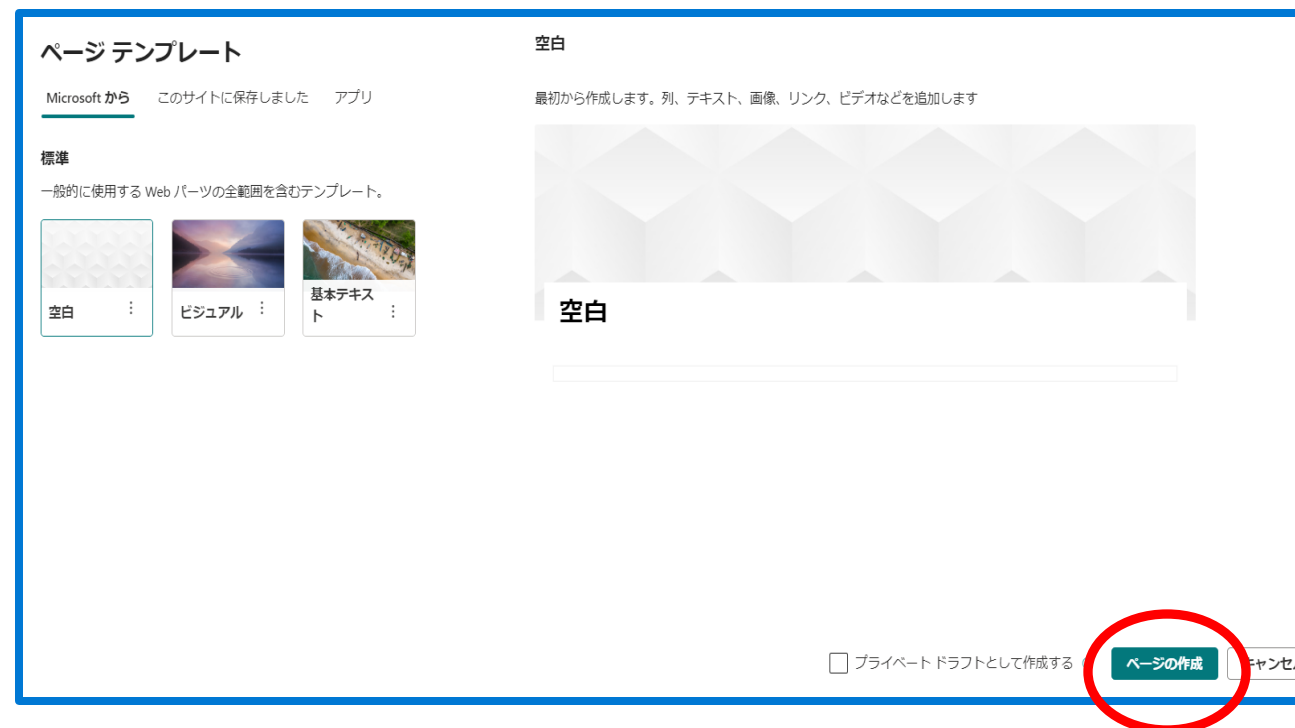 ページ テンプレート
Microsoft から
このサイトに保存しました
アプリ
標準
一般的に使用する Web パーツの全範囲を含むテンプレート。
空白
ビジュアル
基本テキス
ト
空白
最初から作成します。列、テキスト、画像、リンク、ビデオなどを追加します
空白
プライベート ドラフトとして作成する
ページの作成